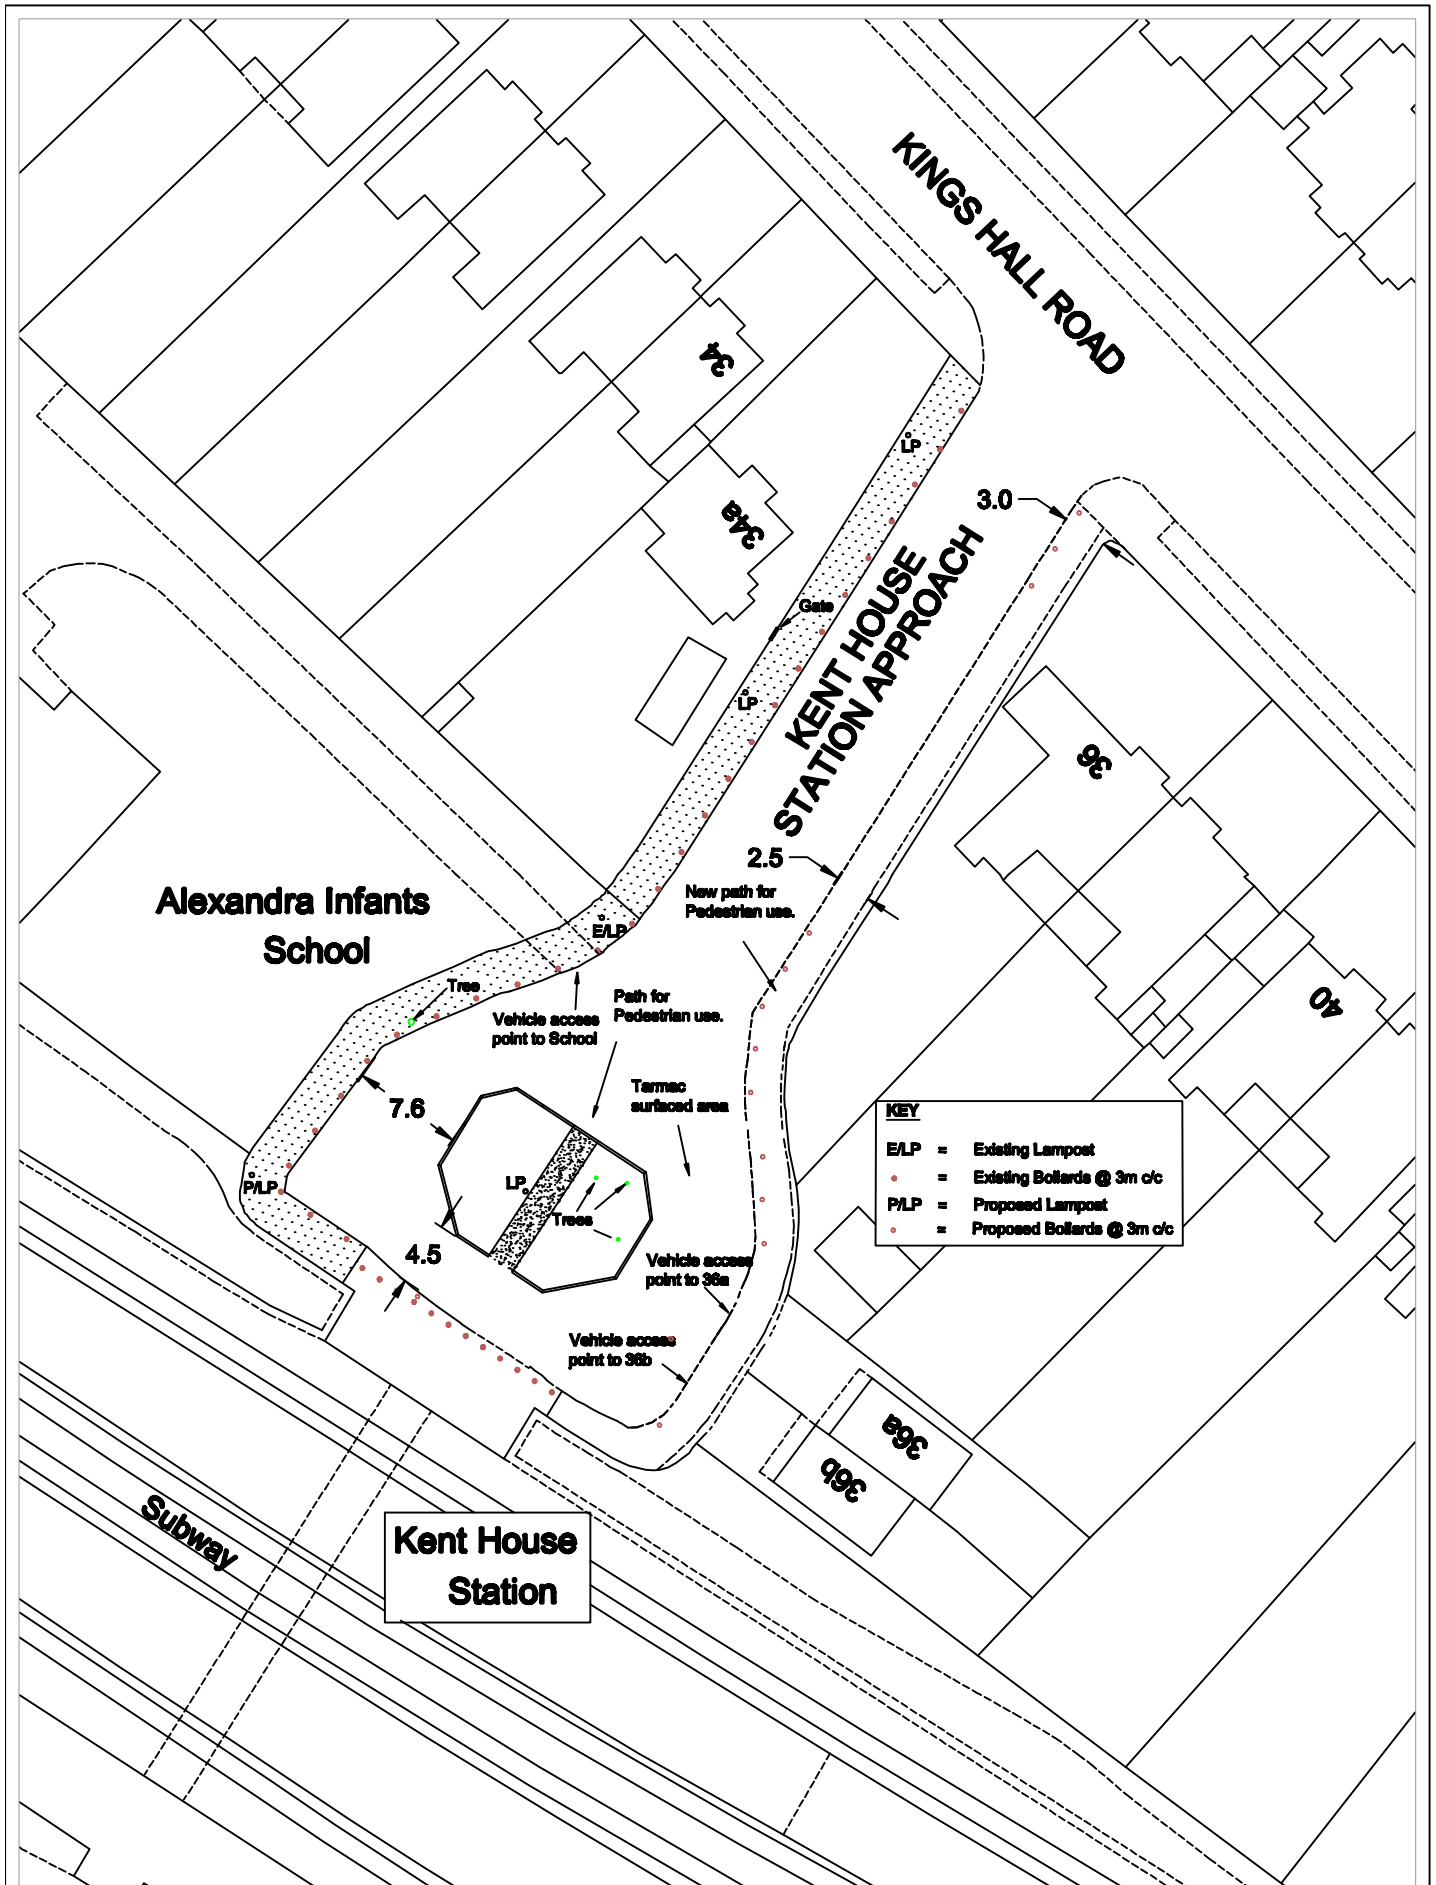 KINGS HALL ROAD
34
LP
34a
3.0
KENT HOUSE
STATION APPROACH
Gate
LP
36
2.5
New path for
Pedestrian use.
Alexandra Infants
School
E/LP
Tree
Path for
Pedestrian use.
Vehicle access
point to School
40
Tarmac
surfaced area
7.6
KEY
E/LP = Existing Lampost
= Existing Bollards @ 3m c/c
P/LP = Proposed Lampost
= Proposed Bollards @ 3m c/c
P/LP
LP
Trees
4.5
Vehicle access
point to 36a
Vehicle access
point to 36b
36a
36b
Subway
Kent House
Station